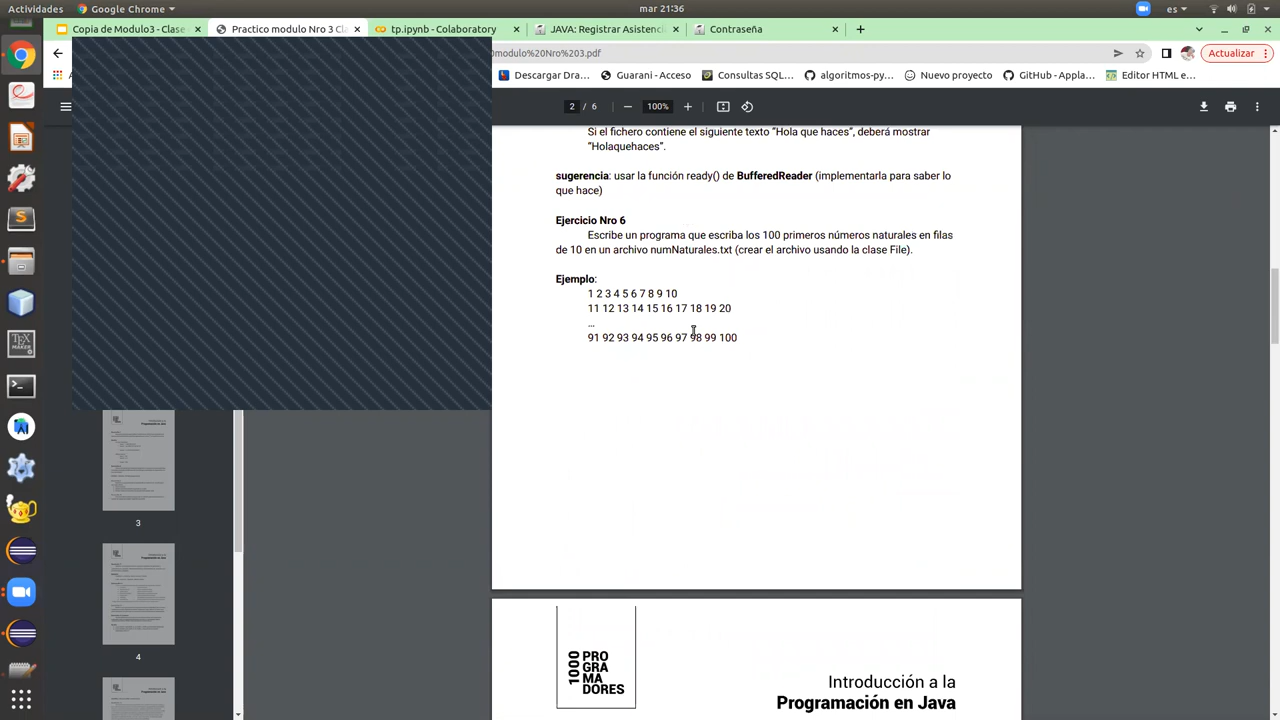 Actividades
Google Chrome
mar 21:36
es
Copia de Modulo3 - Clase
Practico modulo Nro 3 Cl
tp.ipynb - Colaboratory
JAVA: Registrar Asistenci
Contraseña
modulo%20Nro%203.pdf
Actualizar
Descargar Dra...
Guarani - Acceso
Consultas SQL...
algoritmos-py...
Nuevo proyecto
GitHub - Appla...
Editor HTML e...
2 / 6
100%
Si el fichero contiene el siguiente texto “Hola que haces”, deberá mostrar
“Holaquehaces”.
sugerencia: usar la función ready() de BufferedReader (implementarla para saber lo
que hace)
Ejercicio Nro 6
Escribe un programa que escriba los 100 primeros números naturales en filas
de 10 en un archivo numNaturales.txt (crear el archivo usando la clase File).
Ejemplo:
1 2 3 4 5 6 7 8 9 10
11 12 13 14 15 16 17 18 19 20
...
91 92 93 94 95 96 97 98 99 100
3
4
1000
PRO
GRA
MA
DORES
Introducción a la
Programación en Java